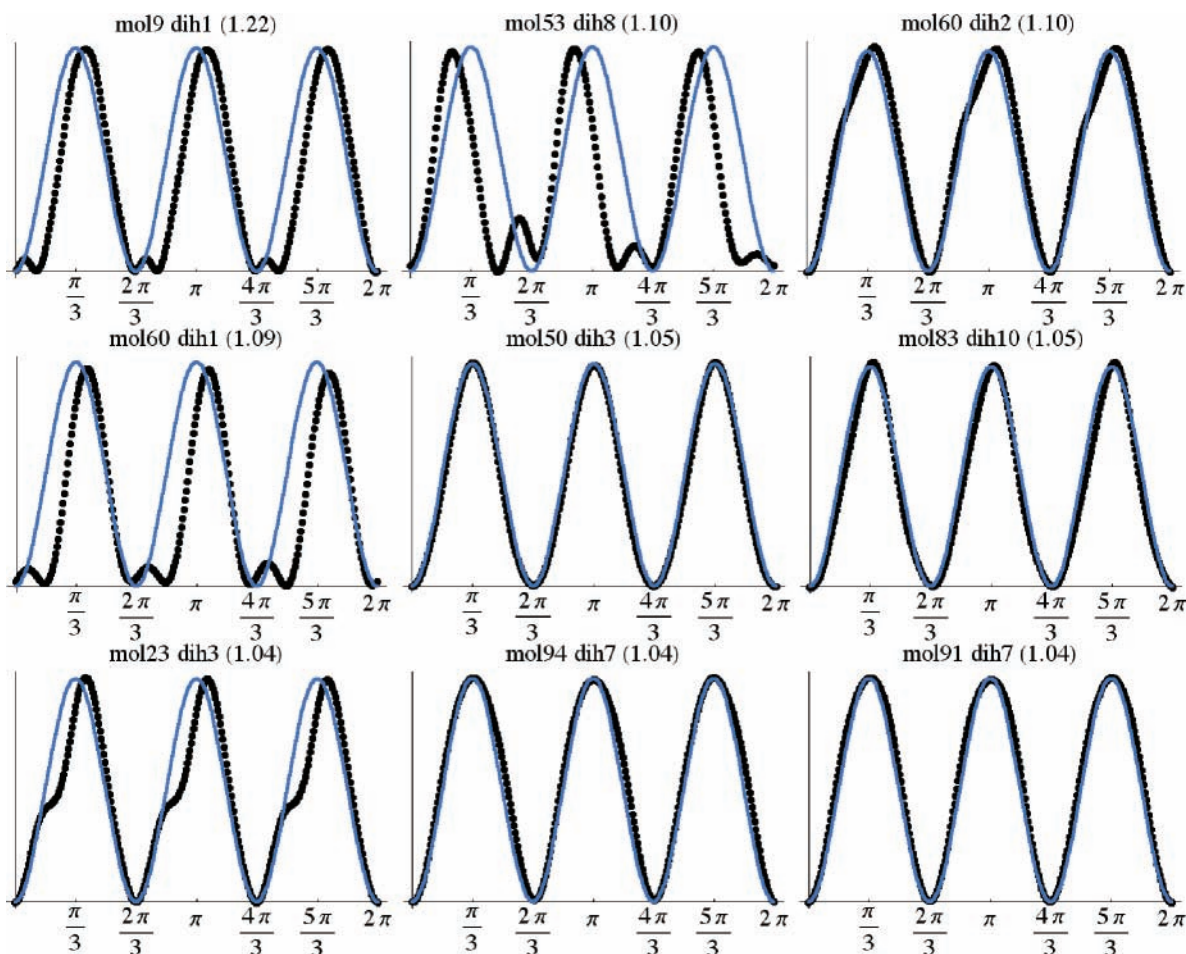 mol9 dih1 (1.22) mol53 dih8 (1.10) mol60 dih2 (1.10)
π/3 2π/3 π 4π/3 5π/3 2π π/3 2π/3 π 4π/3 5π/3 2π π/3 2π/3 π 4π/3 5π/3 2π
mol60 dih1 (1.09) mol50 dih3 (1.05) mol83 dih10 (1.05)
π/3 2π/3 π 4π/3 5π/3 2π π/3 2π/3 π 4π/3 5π/3 2π π/3 2π/3 π 4π/3 5π/3 2π
mol23 dih3 (1.04) mol94 dih7 (1.04) mol91 dih7 (1.04)
π/3 2π/3 π 4π/3 5π/3 2π π/3 2π/3 π 4π/3 5π/3 2π π/3 2π/3 π 4π/3 5π/3 2π